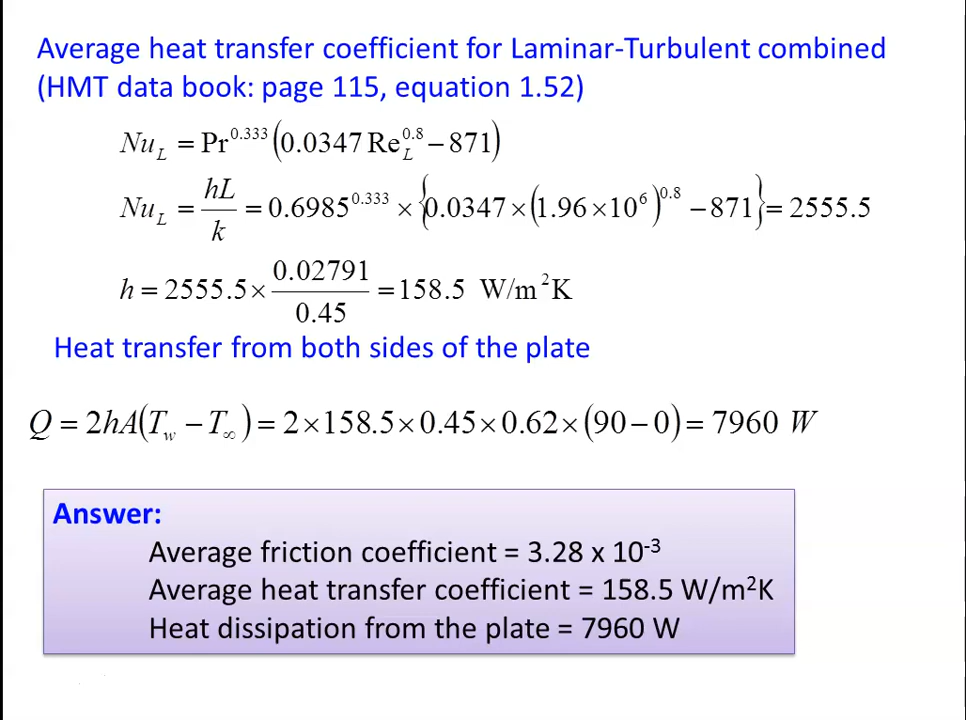 Average heat transfer coefficient for Laminar-Turbulent combined
(HMT data book: page 115, equation 1.52)
Nu_L = Pr^0.333 (0.0347 Re_L^0.8 − 871)
Nu_L = hL/k = 0.6985^0.333 × {0.0347 × (1.96 × 10^6)^0.8 − 871} = 2555.5
h = 2555.5 × 0.02791/0.45 = 158.5 W/m^2K
Heat transfer from both sides of the plate
Q = 2hA(T_w − T_∞) = 2×158.5×0.45×0.62×(90−0) = 7960 W
Answer:
Average friction coefficient = 3.28 x 10^-3
Average heat transfer coefficient = 158.5 W/m^2K
Heat dissipation from the plate = 7960 W